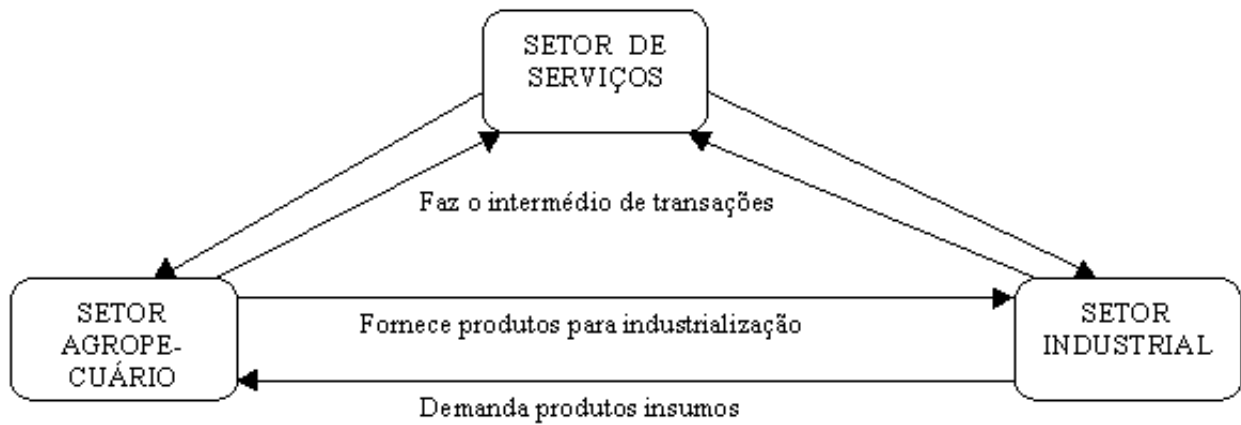 SETOR DE
SERVIÇOS
Faz o intermédio de transações
SETOR
AGROPE-
CUÁRIO
Fornece produtos para industrialização
Demanda produtos insumos
SETOR
INDUSTRIAL